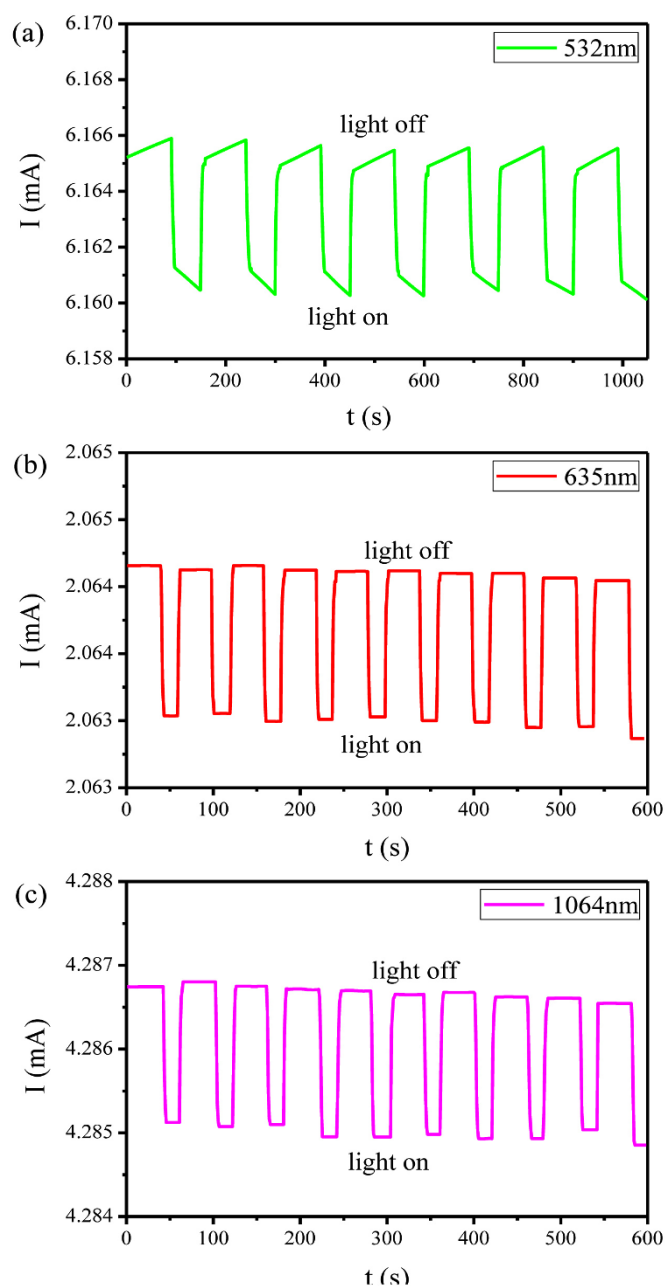 (a)
6.170
532nm
6.168
light off
6.166
I (mA)
6.164
6.162
6.160
light on
6.158
0 200 400 600 800 1000
t (s)
(b)
2.065
635nm
2.065
light off
2.064
I (mA)
2.064
2.063
light on
2.063
0 100 200 300 400 500 600
t (s)
(c)
4.288
1064nm
4.287
light off
I (mA)
4.286
4.285
light on
4.284
0 100 200 300 400 500 600
t (s)